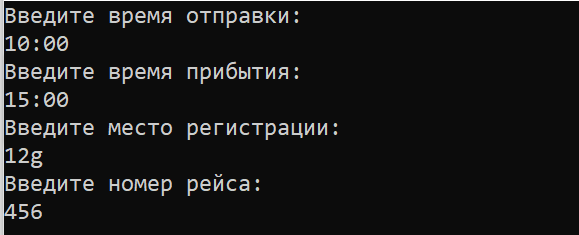 Введите время отправки:
10:00
Введите время прибытия:
15:00
Введите место регистрации:
12g
Введите номер рейса:
456